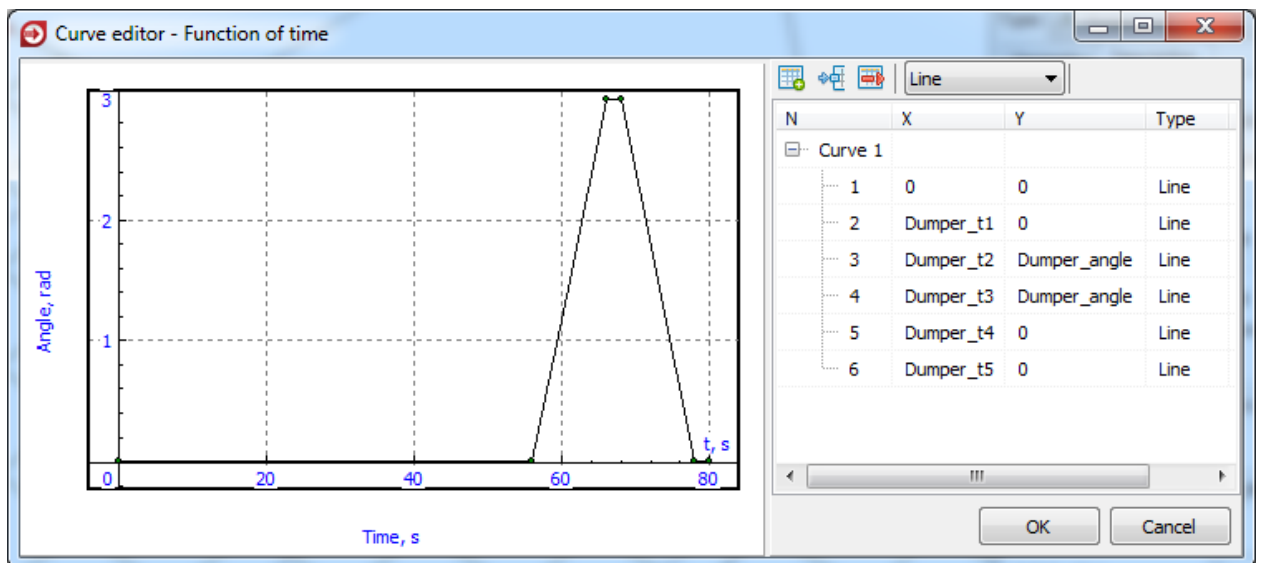 Curve editor - Function of time
Line
3
2
1
0
20
40
60
80
t, s
Angle, rad
Time, s
N X Y Type
Curve 1
1 0 0 Line
2 Dumper_t1 0 Line
3 Dumper_t2 Dumper_angle Line
4 Dumper_t3 Dumper_angle Line
5 Dumper_t4 0 Line
6 Dumper_t5 0 Line
OK Cancel